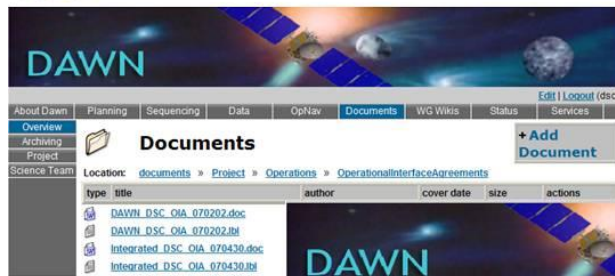 DAWN
Edit | Logout (dsc
About Dawn Planning Sequencing Data OpNav Documents WG Wikis Status Services
Overview
Archiving
Project
Science Team
Documents
+Add Document
Location: documents » Project » Operations » OperationalInterfaceAgreements
type title author cover date size actions
DAWN_DSC_OIA_070202.doc
DAWN_DSC_OIA_070202.lbl
Integrated_DSC_OIA_070430.doc
Integrated_DSC_OIA_070430.lbl
DAWN